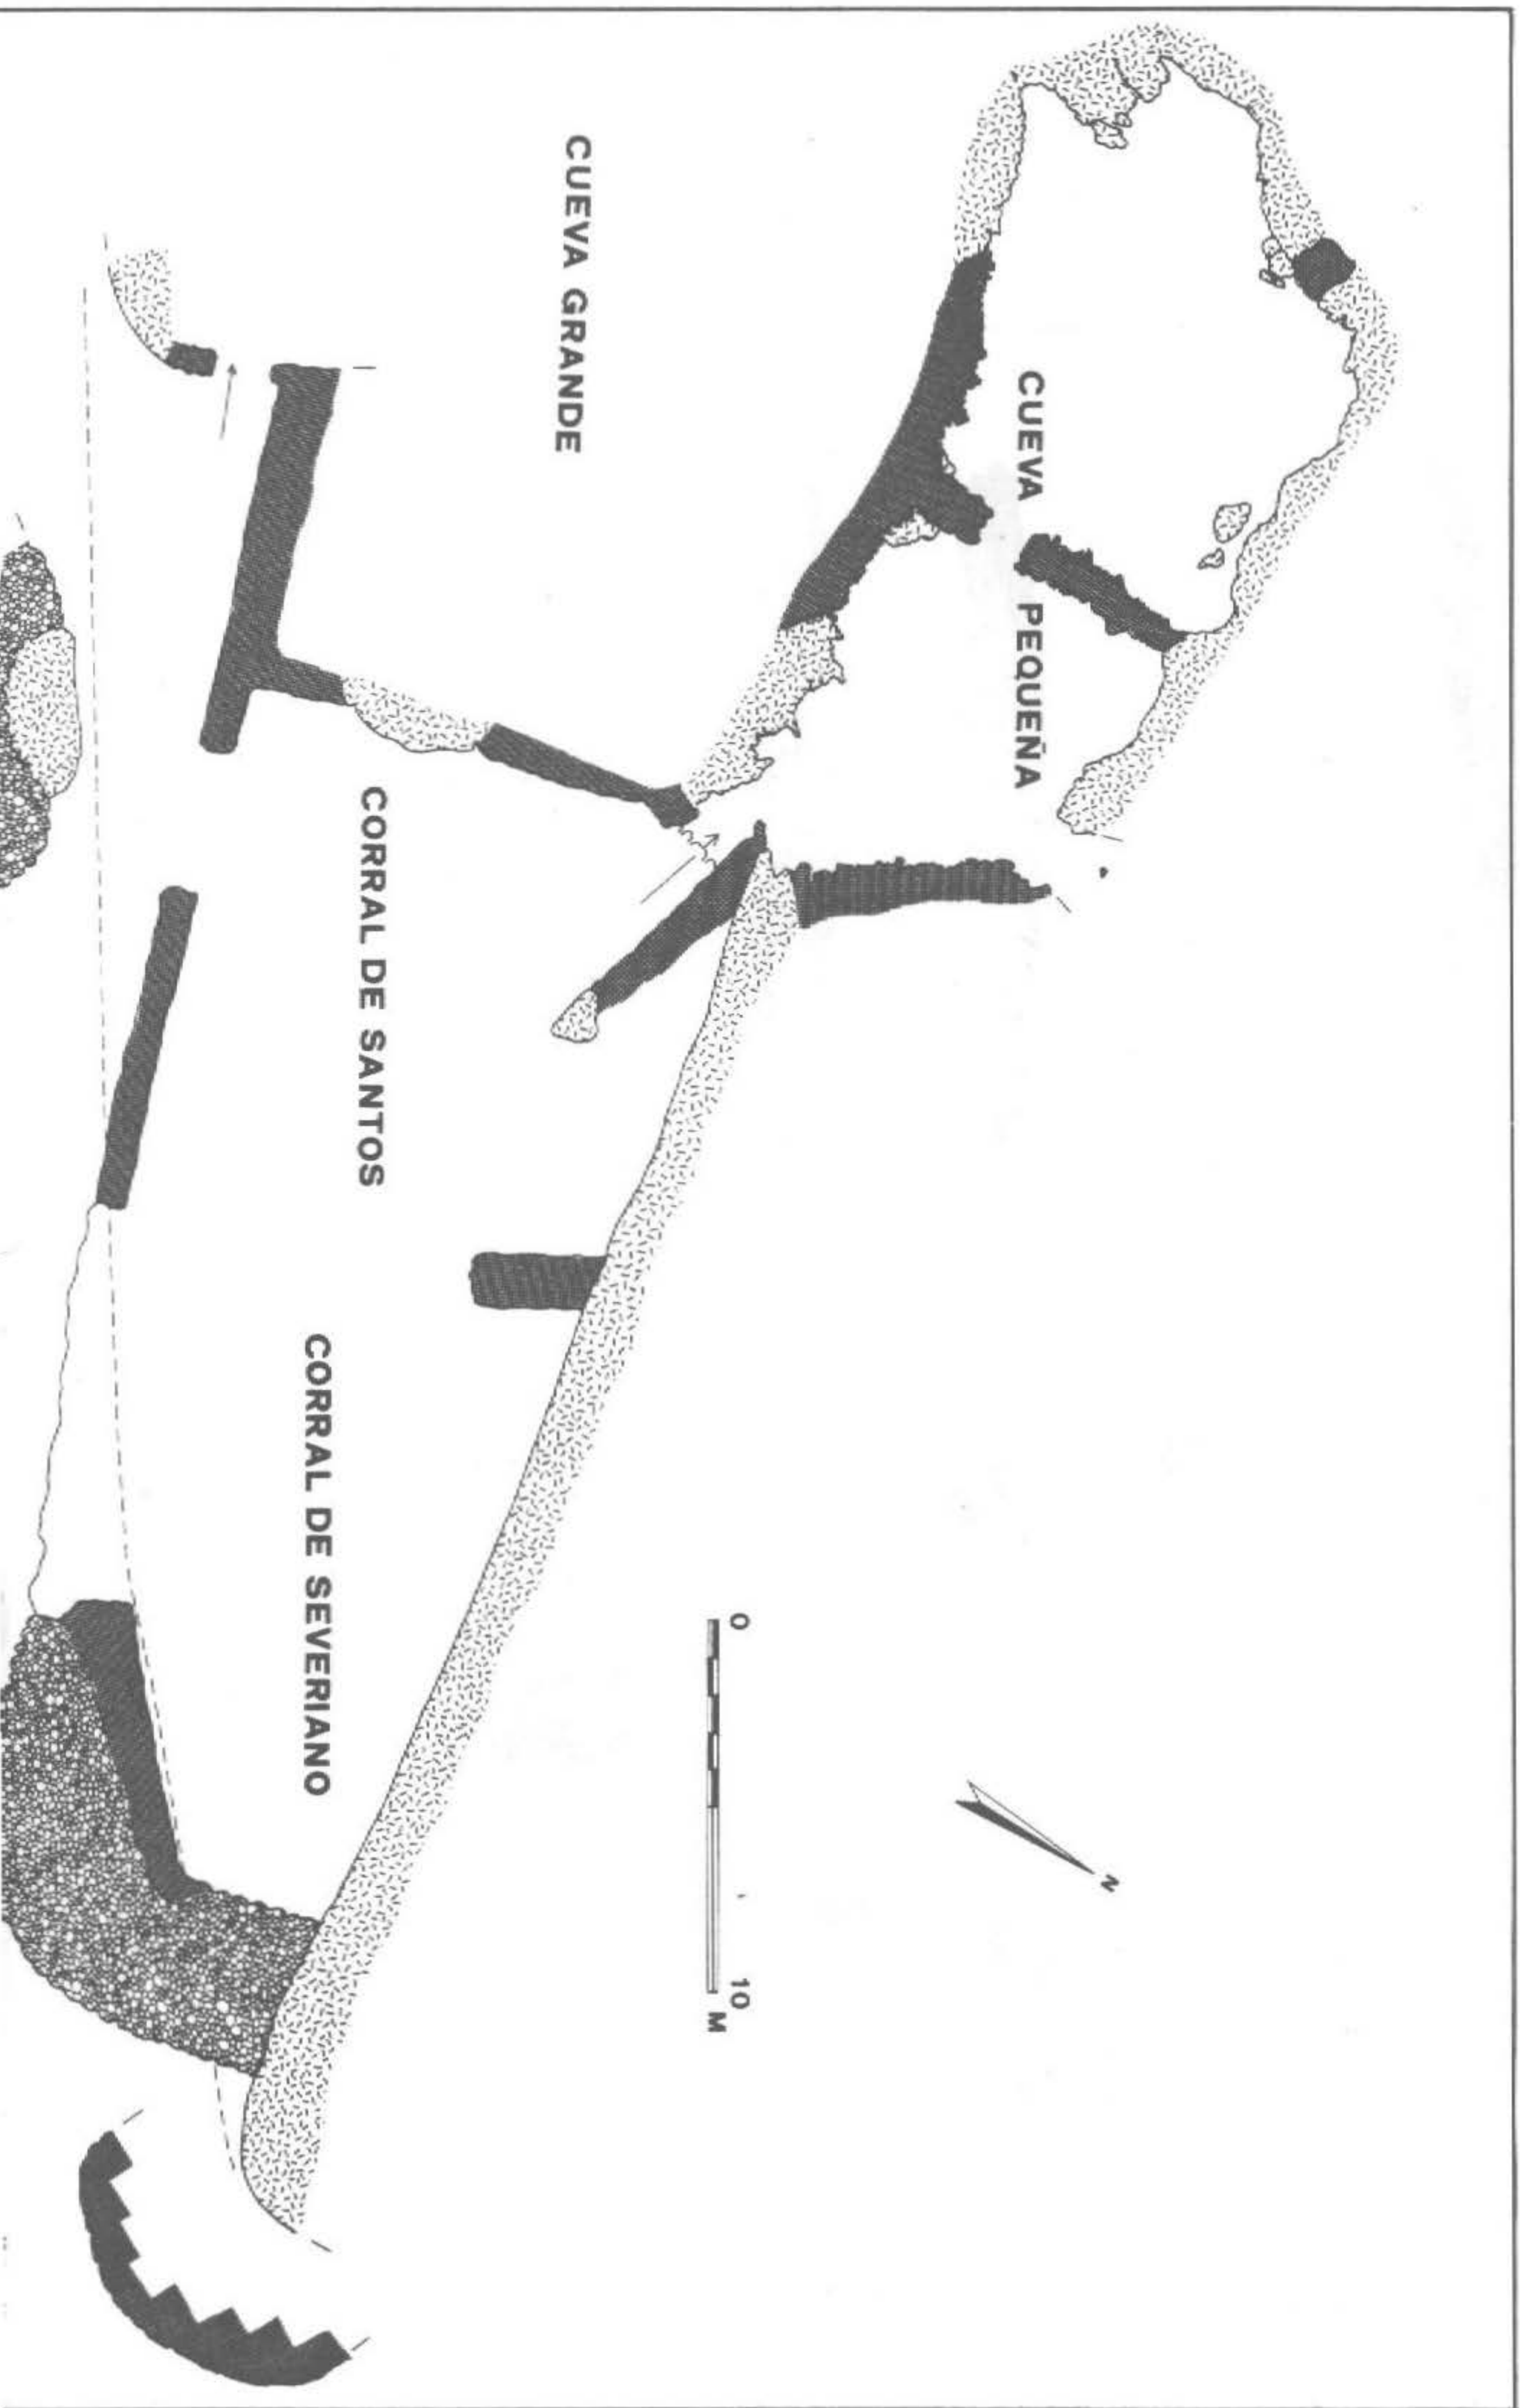 CUEVA PEQUEÑA
CUEVA GRANDE
CORRAL DE SANTOS
CORRAL DE SEVERIANO
0 10 M
N